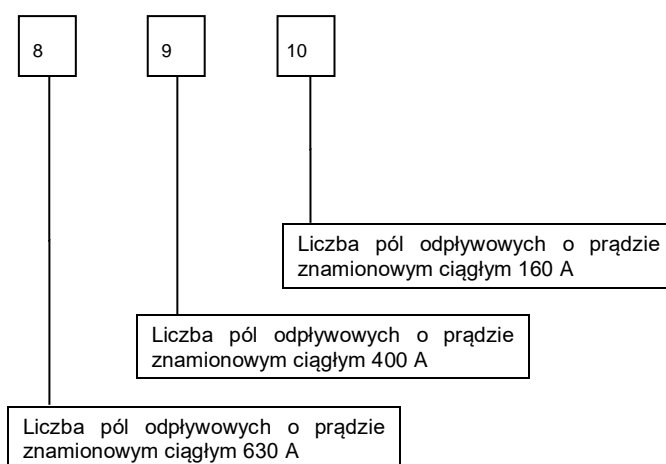 8
9
10
Liczba pól odpływowych o prądzie
znamionowym ciągłym 160 A
Liczba pól odpływowych o prądzie
znamionowym ciągłym 400 A
Liczba pól odpływowych o prądzie
znamionowym ciągłym 630 A